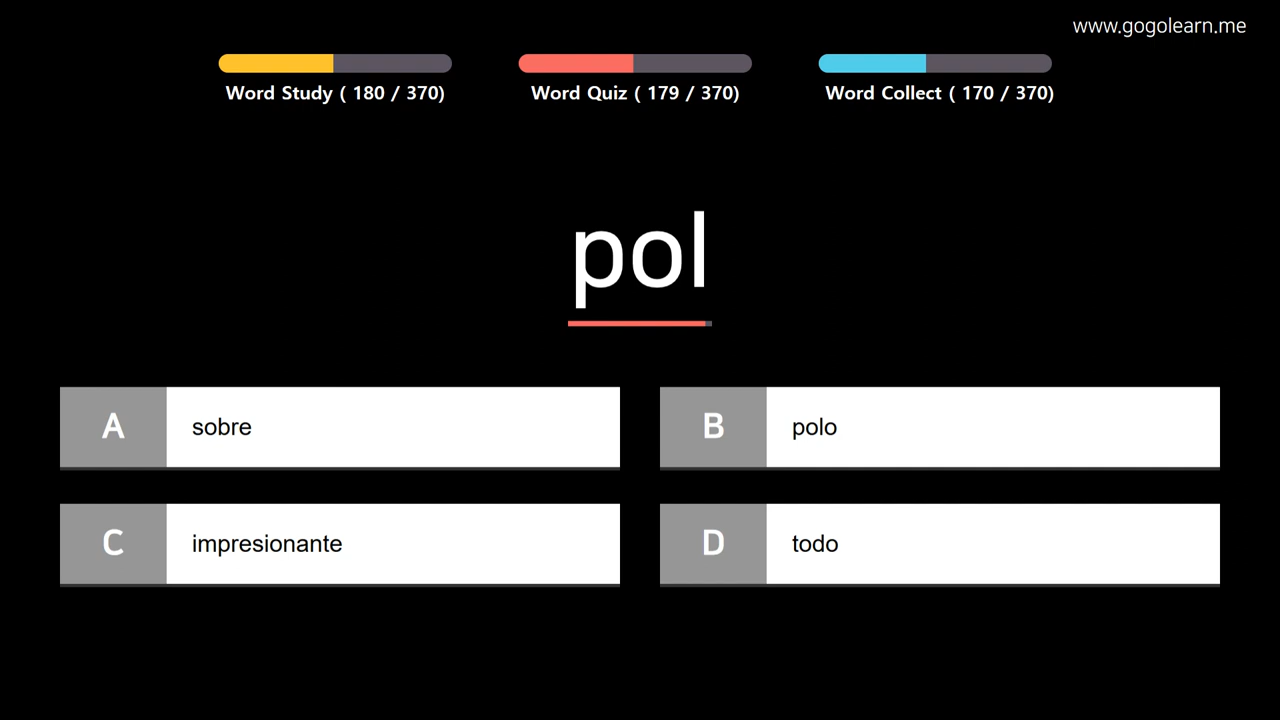 www.gogolearn.me
Word Study ( 180 / 370)
Word Quiz ( 179 / 370)
Word Collect ( 170 / 370)
pol
A sobre
B polo
C impresionante
D todo